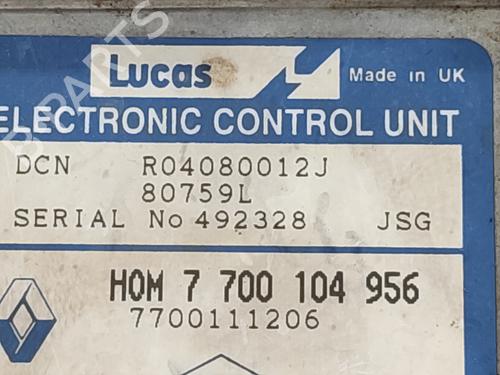 Lucas
Made in UK
ELECTRONIC CONTROL UNIT
DCN R04080012J
80759L
SERIAL No 492328 JSG
HOM 7 700 104 956
7700111206
B PARTS